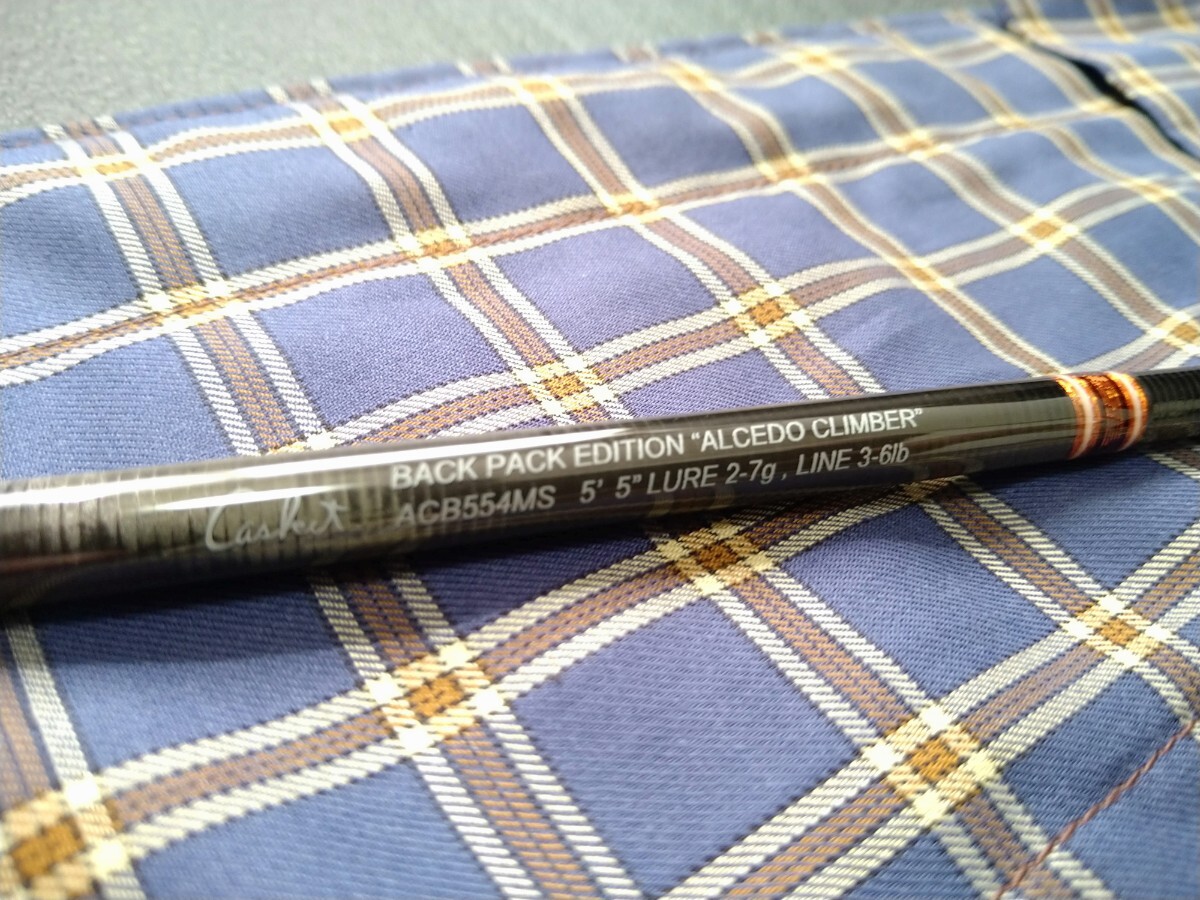 Casket
BACK PACK EDITION “ALCEDO CLIMBER”
ACB554MS 5’ 5” LURE 2-7g , LINE 3-6lb